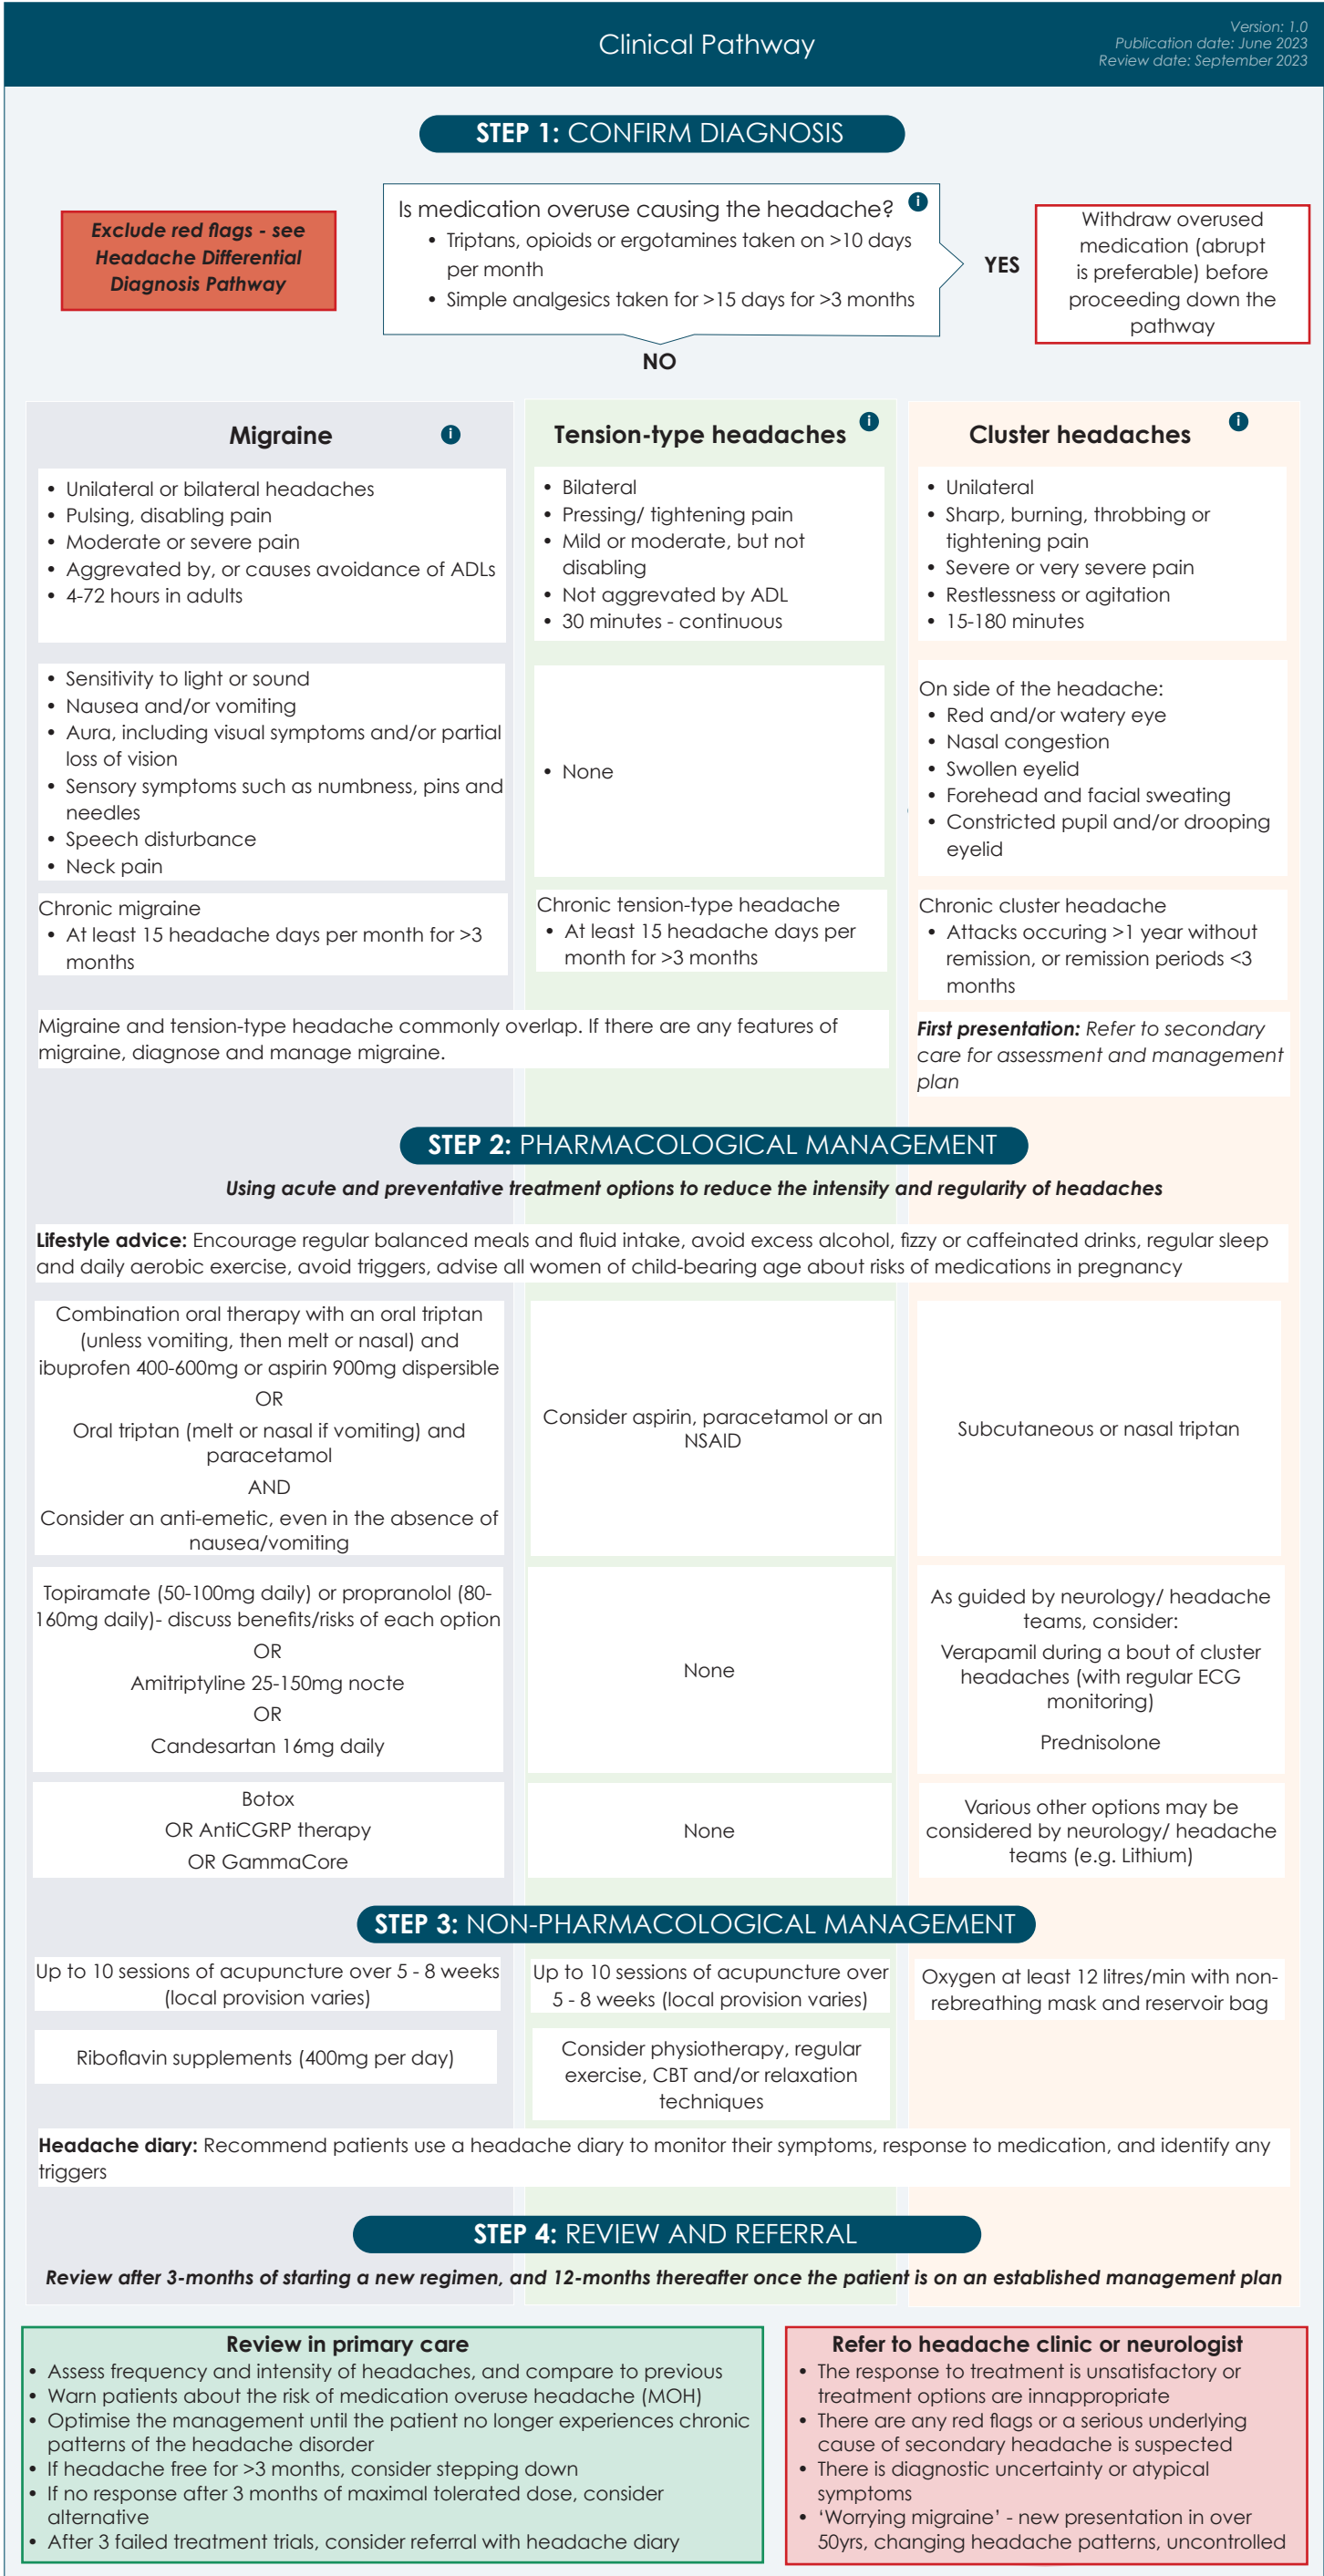 Clinical Pathway
Version: 1.0
Publication date: June 2023
Review date: September 2023
STEP 1: CONFIRM DIAGNOSIS
Exclude red flags - see
Headache Differential
Diagnosis Pathway
Is medication overuse causing the headache? i
• Triptans, opioids or ergotamines taken on >10 days
per month
• Simple analgesics taken for >15 days for >3 months
YES
Withdraw overused
medication (abrupt
is preferable) before
proceeding down the
pathway
NO
Migraine i
• Unilateral or bilateral headaches
• Pulsing, disabling pain
• Moderate or severe pain
• Aggrevated by, or causes avoidance of ADLs
• 4-72 hours in adults
Tension-type headaches i
• Bilateral
• Pressing/ tightening pain
• Mild or moderate, but not
disabling
• Not aggrevated by ADL
• 30 minutes - continuous
Cluster headaches i
• Unilateral
• Sharp, burning, throbbing or
tightening pain
• Severe or very severe pain
• Restlessness or agitation
• 15-180 minutes
• Sensitivity to light or sound
• Nausea and/or vomiting
• Aura, including visual symptoms and/or partial
loss of vision
• Sensory symptoms such as numbness, pins and
needles
• Speech disturbance
• Neck pain
• None
On side of the headache:
• Red and/or watery eye
• Nasal congestion
• Swollen eyelid
• Forehead and facial sweating
• Constricted pupil and/or drooping
eyelid
Chronic migraine
• At least 15 headache days per month for >3
months
Chronic tension-type headache
• At least 15 headache days per
month for >3 months
Chronic cluster headache
• Attacks occuring >1 year without
remission, or remission periods <3
months
Migraine and tension-type headache commonly overlap. If there are any features of
migraine, diagnose and manage migraine.
First presentation: Refer to secondary
care for assessment and management
plan
STEP 2: PHARMACOLOGICAL MANAGEMENT
Using acute and preventative treatment options to reduce the intensity and regularity of headaches
Lifestyle advice: Encourage regular balanced meals and fluid intake, avoid excess alcohol, fizzy or caffeinated drinks, regular sleep
and daily aerobic exercise, avoid triggers, advise all women of child-bearing age about risks of medications in pregnancy
Combination oral therapy with an oral triptan
(unless vomiting, then melt or nasal) and
ibuprofen 400-600mg or aspirin 900mg dispersible
OR
Oral triptan (melt or nasal if vomiting) and
paracetamol
AND
Consider an anti-emetic, even in the absence of
nausea/vomiting
Consider aspirin, paracetamol or an
NSAID
Subcutaneous or nasal triptan
Topiramate (50-100mg daily) or propranolol (80-
160mg daily)- discuss benefits/risks of each option
OR
Amitriptyline 25-150mg nocte
OR
Candesartan 16mg daily
None
As guided by neurology/ headache
teams, consider:
Verapamil during a bout of cluster
headaches (with regular ECG
monitoring)
Prednisolone
Botox
OR AntiCGRP therapy
OR GammaCore
None
Various other options may be
considered by neurology/ headache
teams (e.g. Lithium)
STEP 3: NON-PHARMACOLOGICAL MANAGEMENT
Up to 10 sessions of acupuncture over 5 - 8 weeks
(local provision varies)
Up to 10 sessions of acupuncture over
5 - 8 weeks (local provision varies)
Oxygen at least 12 litres/min with non-
rebreathing mask and reservoir bag
Riboflavin supplements (400mg per day)
Consider physiotherapy, regular
exercise, CBT and/or relaxation
techniques
Headache diary: Recommend patients use a headache diary to monitor their symptoms, response to medication, and identify any
triggers
STEP 4: REVIEW AND REFERRAL
Review after 3-months of starting a new regimen, and 12-months thereafter once the patient is on an established management plan
Review in primary care
• Assess frequency and intensity of headaches, and compare to previous
• Warn patients about the risk of medication overuse headache (MOH)
• Optimise the management until the patient no longer experiences chronic
patterns of the headache disorder
• If headache free for >3 months, consider stepping down
• If no response after 3 months of maximal tolerated dose, consider
alternative
• After 3 failed treatment trials, consider referral with headache diary
Refer to headache clinic or neurologist
• The response to treatment is unsatisfactory or
treatment options are innappropriate
• There are any red flags or a serious underlying
cause of secondary headache is suspected
• There is diagnostic uncertainty or atypical
symptoms
• ‘Worrying migraine’ - new presentation in over
50yrs, changing headache patterns, uncontrolled